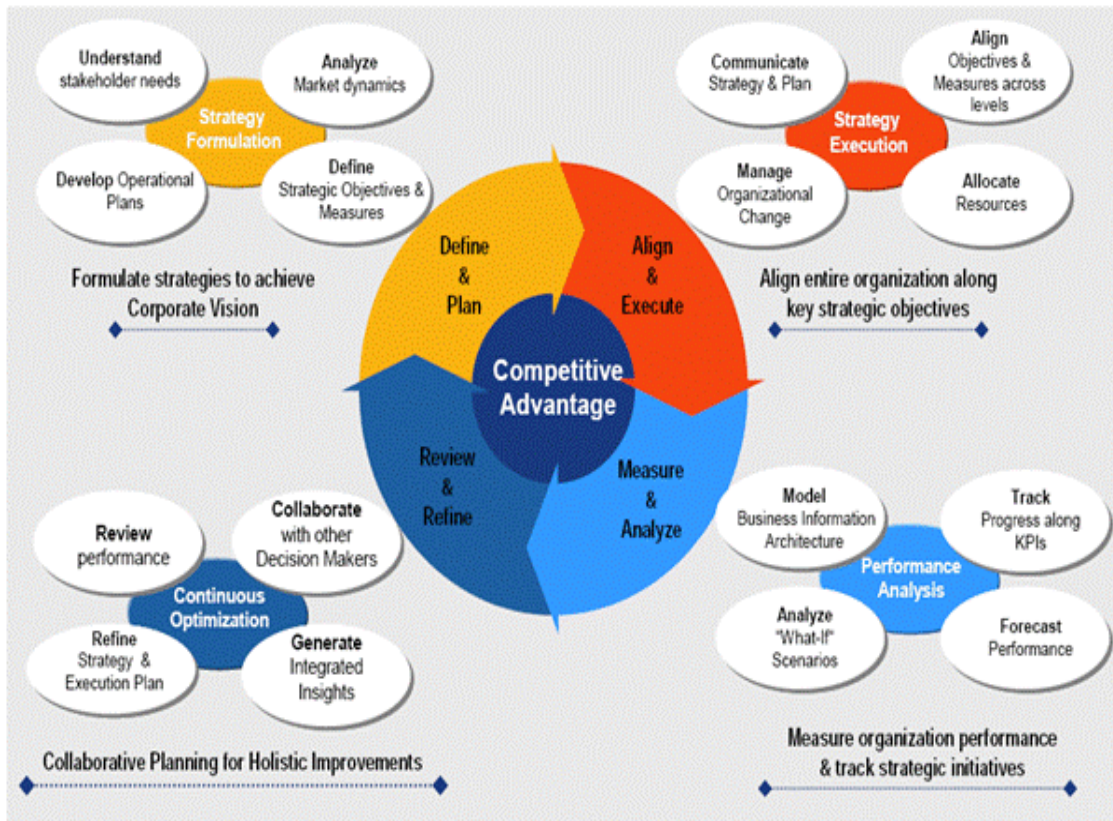 Understand
stakeholder needs
Analyze
Market dynamics
Strategy
Formulation
Develop Operational
Plans
Define
Strategic Objectives &
Measures
Formulate strategies to achieve
Corporate Vision
Communicate
Strategy & Plan
Align
Objectives &
Measures across
levels
Strategy
Execution
Manage
Organizational
Change
Allocate
Resources
Align entire organization along
key strategic objectives
Define
&
Plan
Align
&
Execute
Competitive
Advantage
Review
&
Refine
Measure
&
Analyze
Review
performance
Collaborate
with other
Decision Makers
Continuous
Optimization
Refine
Strategy &
Execution Plan
Generate
Integrated
Insights
Collaborative Planning for Holistic Improvements
Model
Business Information
Architecture
Track
Progress along
KPIs
Performance
Analysis
Analyze
"What-If"
Scenarios
Forecast
Performance
Measure organization performance
& track strategic initiatives